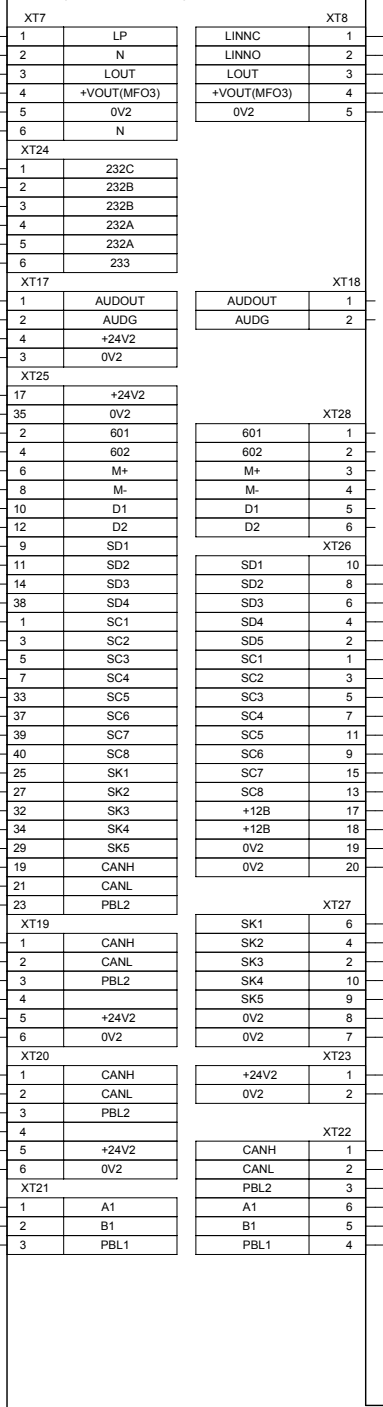 XT7 XT8
1 LP LINNC 1
2 N LINNO 2
3 LOUT LOUT 3
4 +VOUT(MFO3) +VOUT(MFO3) 4
5 0V2 0V2 5
6 N
XT24
1 232C
2 232B
3 232B
4 232A
5 232A
6 233
XT17 XT18
1 AUDOUT AUDOUT 1
2 AUDG AUDG 2
4 +24V2
3 0V2
XT25
17 +24V2
35 0V2 XT28
2 601 601 1
4 602 602 2
6 M+ M+ 3
8 M- M- 4
10 D1 D1 5
12 D2 D2 6
9 SD1 XT26
11 SD2 SD1 10
14 SD3 SD2 8
38 SD4 SD3 6
1 SC1 SD4 4
3 SC2 SD5 2
5 SC3 SC1 1
7 SC4 SC2 3
33 SC5 SC3 5
37 SC6 SC4 7
39 SC7 SC5 11
40 SC8 SC6 9
25 SK1 SC7 15
27 SK2 SC8 13
32 SK3 +12B 17
34 SK4 +12B 18
29 SK5 0V2 19
19 CANH 0V2 20
21 CANL
23 PBL2 XT27
XT19 SK1 6
1 CANH SK2 4
2 CANL SK3 2
3 PBL2 SK4 10
4 SK5 9
5 +24V2 0V2 8
6 0V2 0V2 7
XT20 XT23
1 CANH +24V2 1
2 CANL 0V2 2
3 PBL2
4 XT22
5 +24V2 CANH 1
6 0V2 CANL 2
XT21 PBL2 3
1 A1 A1 6
2 B1 B1 5
3 PBL1 PBL1 4